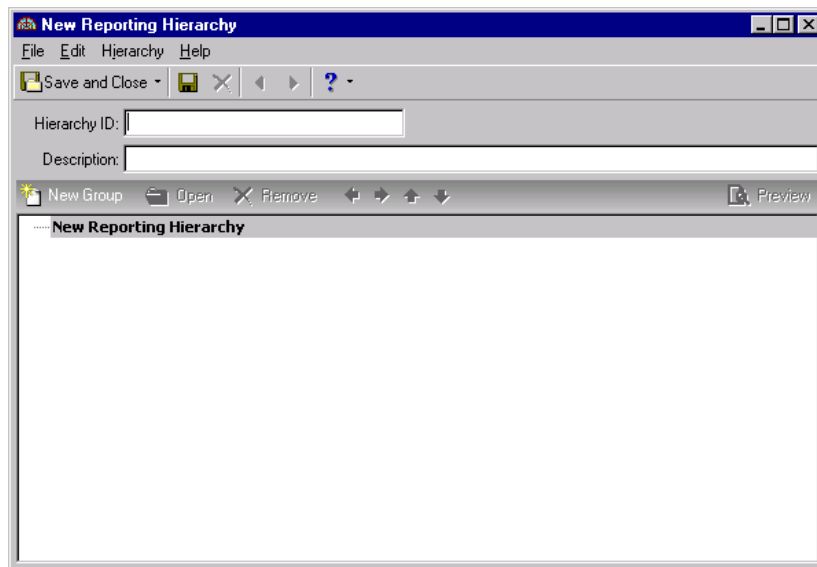 New Reporting Hierarchy
File Edit Hierarchy Help
Save and Close ?
Hierarchy ID:
Description:
New Group Open Remove Preview
New Reporting Hierarchy